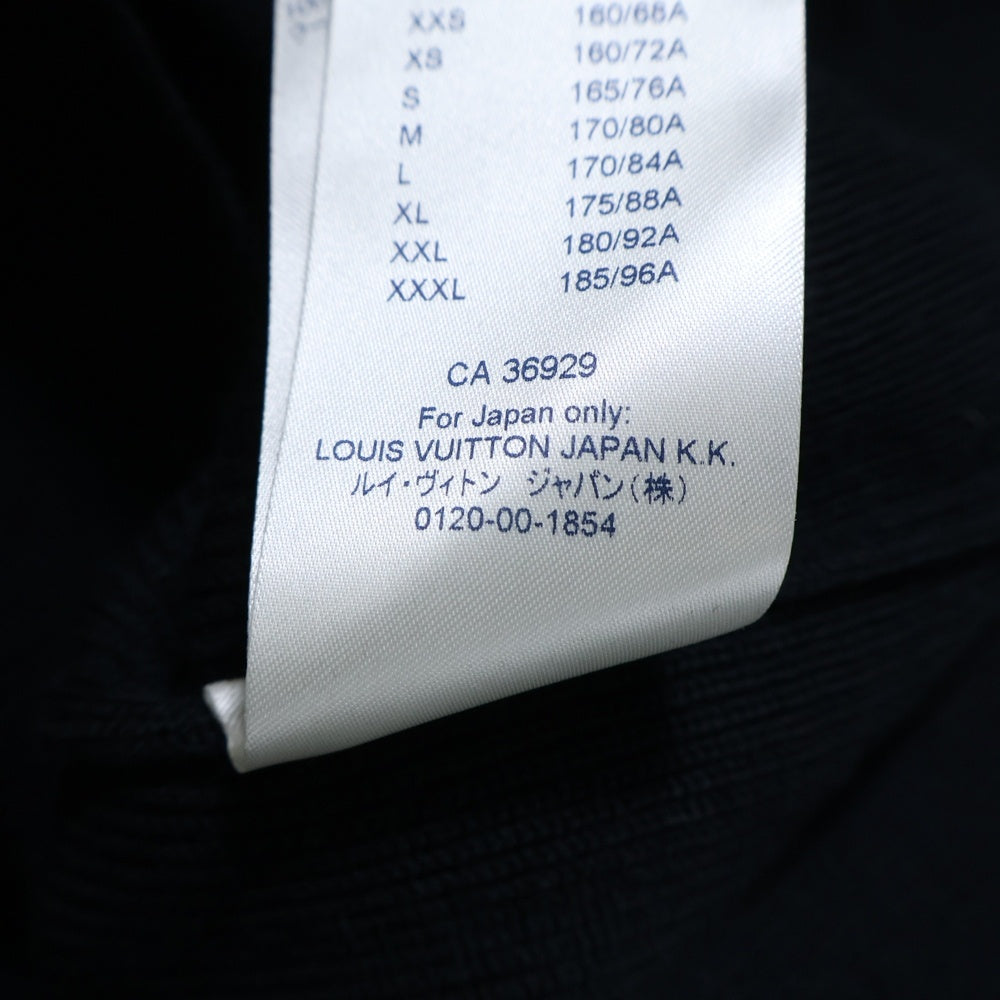 XXS 160/68A
XS 160/72A
S 165/76A
M 170/80A
L 170/84A
XL 175/88A
XXL 180/92A
XXXL 185/96A
CA 36929
For Japan only:
LOUIS VUITTON JAPAN K.K.
ルイ・ヴィトン　ジャパン(株)
0120-00-1854